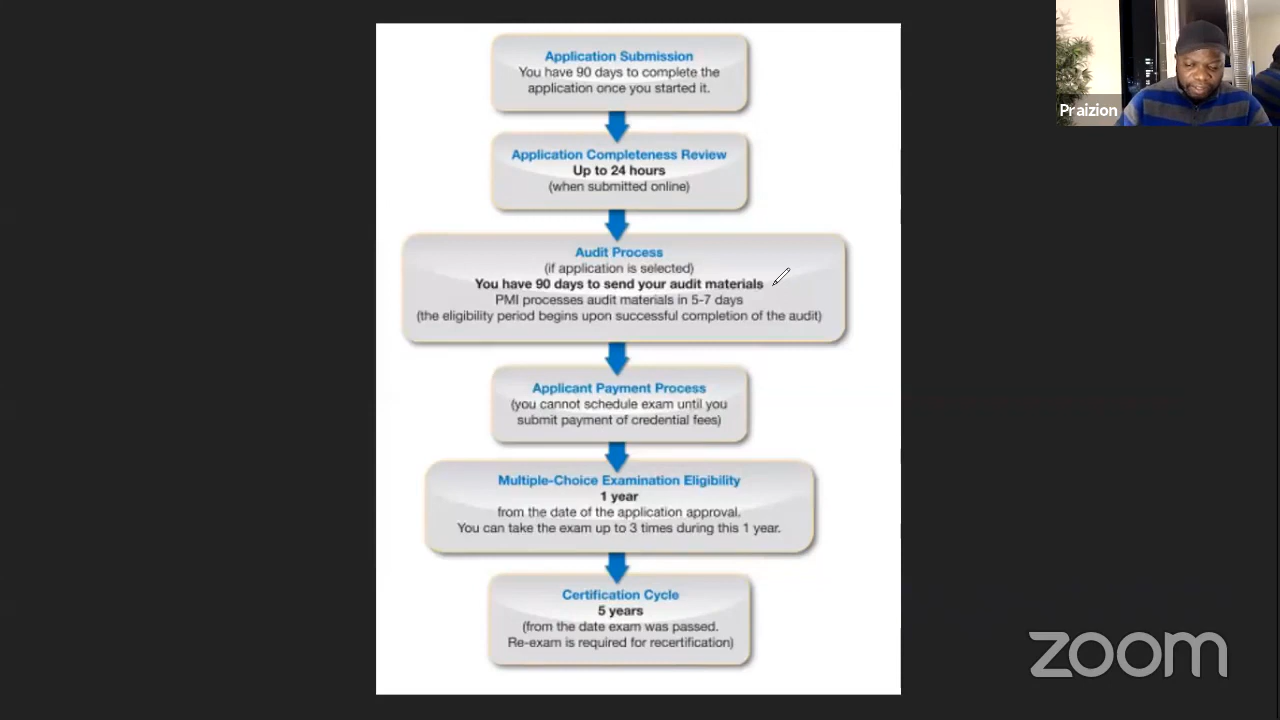 Application Submission
You have 90 days to complete the
application once you started it.
Application Completeness Review
Up to 24 hours
(when submitted online)
Audit Process
(if application is selected)
You have 90 days to send your audit materials
PMI processes audit materials in 5-7 days
(the eligibility period begins upon successful completion of the audit)
Applicant Payment Process
(you cannot schedule exam until you
submit payment of credential fees)
Multiple-Choice Examination Eligibility
1 year
from the date of the application approval.
You can take the exam up to 3 times during this 1 year.
Certification Cycle
5 years
(from the date exam was passed.
Re-exam is required for recertification)
Praizion
zoom